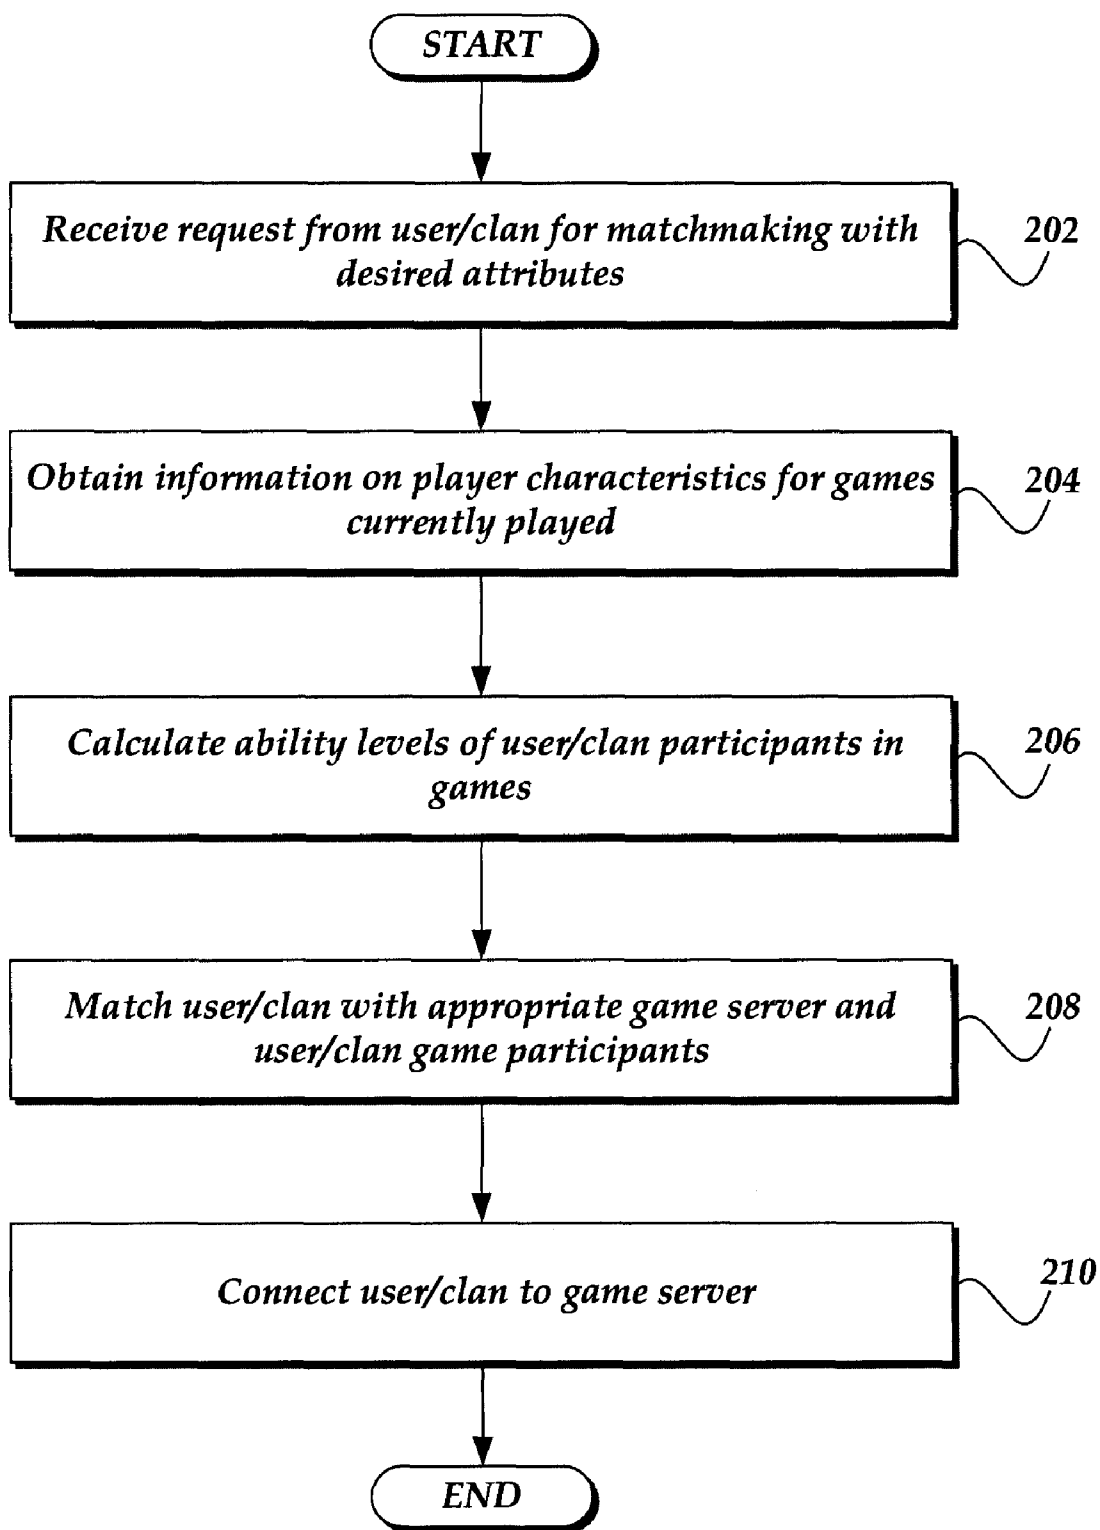 START
Receive request from user/clan for matchmaking with
desired attributes
202
Obtain information on player characteristics for games
currently played
204
Calculate ability levels of user/clan participants in
games
206
Match user/clan with appropriate game server and
user/clan game participants
208
Connect user/clan to game server
210
END